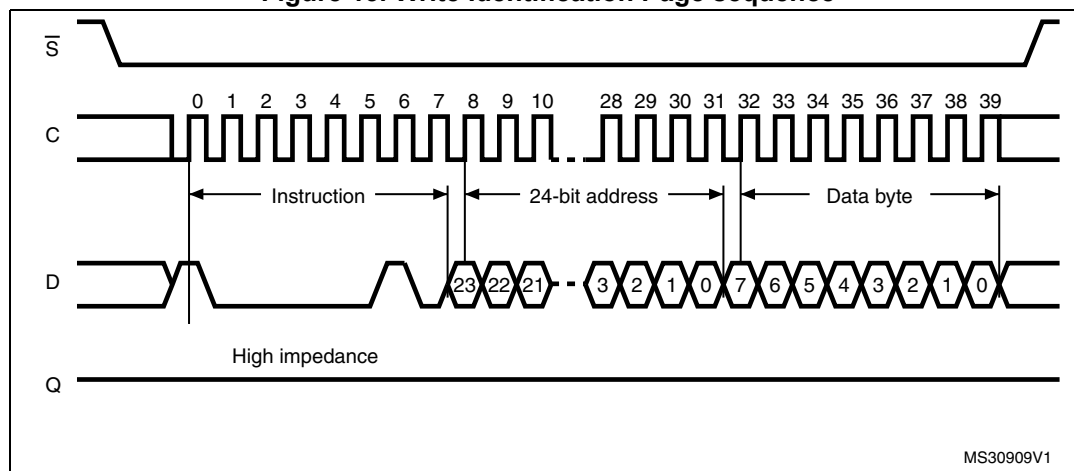 Figure Write Identification Page sequence
S
0 1 2 3 4 5 6 7 8 9 10 28 29 30 31 32 33 34 35 36 37 38 39
C
Instruction 24-bit address Data byte
D 23 22 21 3 2 1 0 7 6 5 4 3 2 1 0
High impedance
Q
MS30909V1